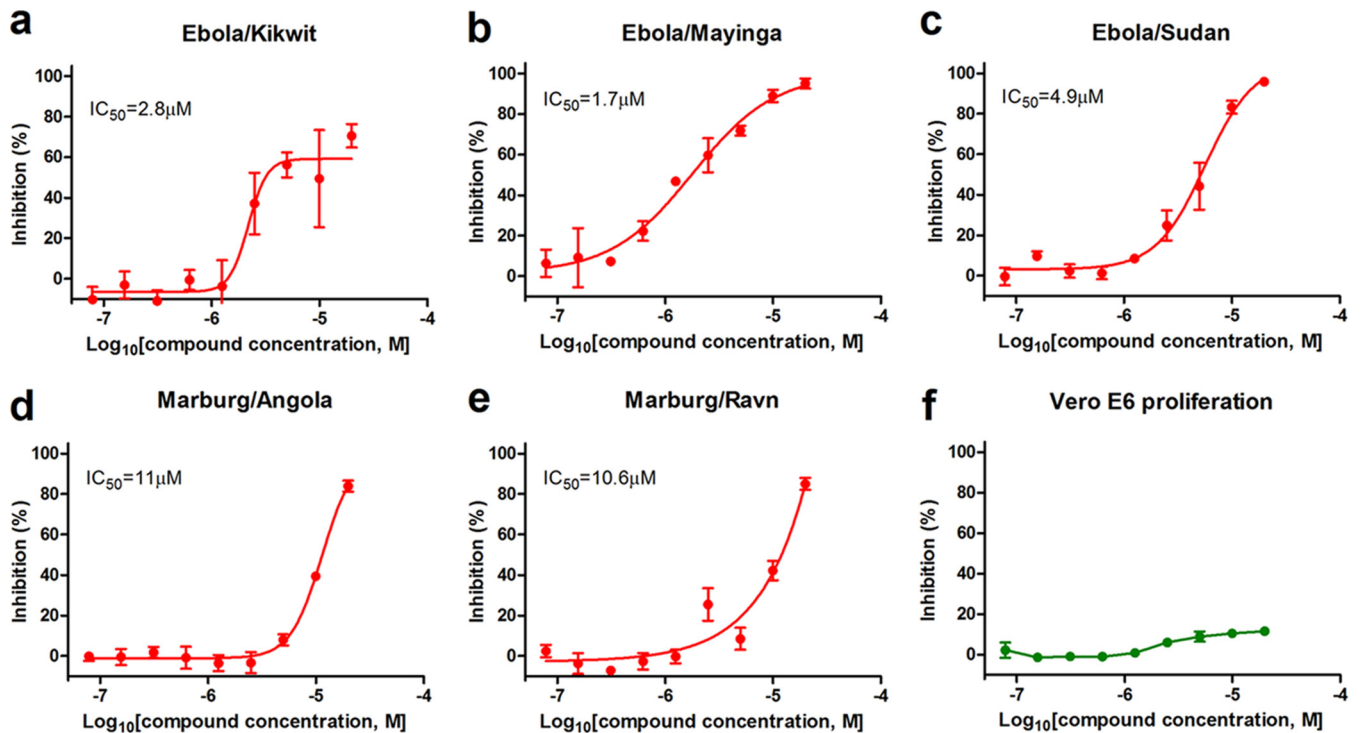 a
Ebola/Kikwit
IC50=2.8µM
Inhibition (%)
100
80
60
40
20
0
-7
-6
-5
-4
Log10[compound concentration, M]
b
Ebola/Mayinga
IC50=1.7µM
Inhibition (%)
100
80
60
40
20
0
-7
-6
-5
-4
Log10[compound concentration, M]
c
Ebola/Sudan
IC50=4.9µM
Inhibition (%)
100
80
60
40
20
0
-7
-6
-5
-4
Log10[compound concentration, M]
d
Marburg/Angola
IC50=11µM
Inhibition (%)
100
80
60
40
20
0
-7
-6
-5
-4
Log10[compound concentration, M]
e
Marburg/Ravn
IC50=10.6µM
Inhibition (%)
100
80
60
40
20
0
-7
-6
-5
-4
Log10[compound concentration, M]
f
Vero E6 proliferation
Inhibition (%)
100
80
60
40
20
0
-7
-6
-5
-4
Log10[compound concentration, M]